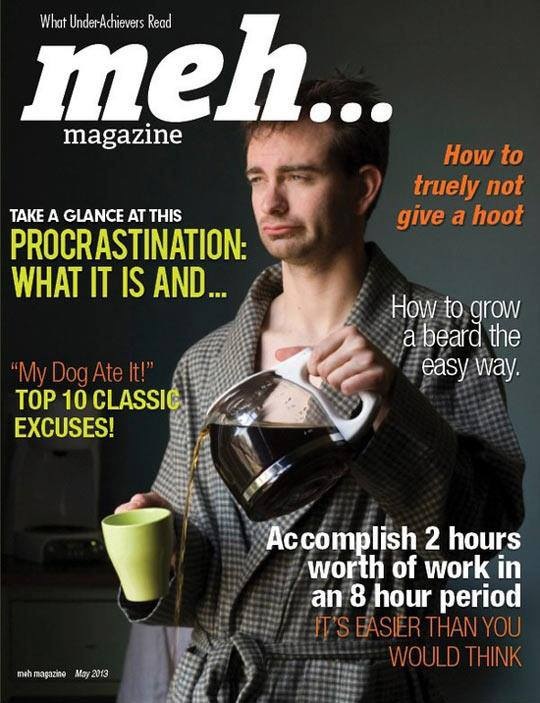 What Under-Achievers Read
meh...
magazine
How to
truely not
give a hoot
TAKE A GLANCE AT THIS
PROCRASTINATION:
WHAT IT IS AND...
How to grow
a beard the
easy way.
“My Dog Ate It!”
TOP 10 CLASSIC
EXCUSES!
Accomplish 2 hours
worth of work in
an 8 hour period
IT'S EASIER THAN YOU
WOULD THINK
meh magazine May 2013